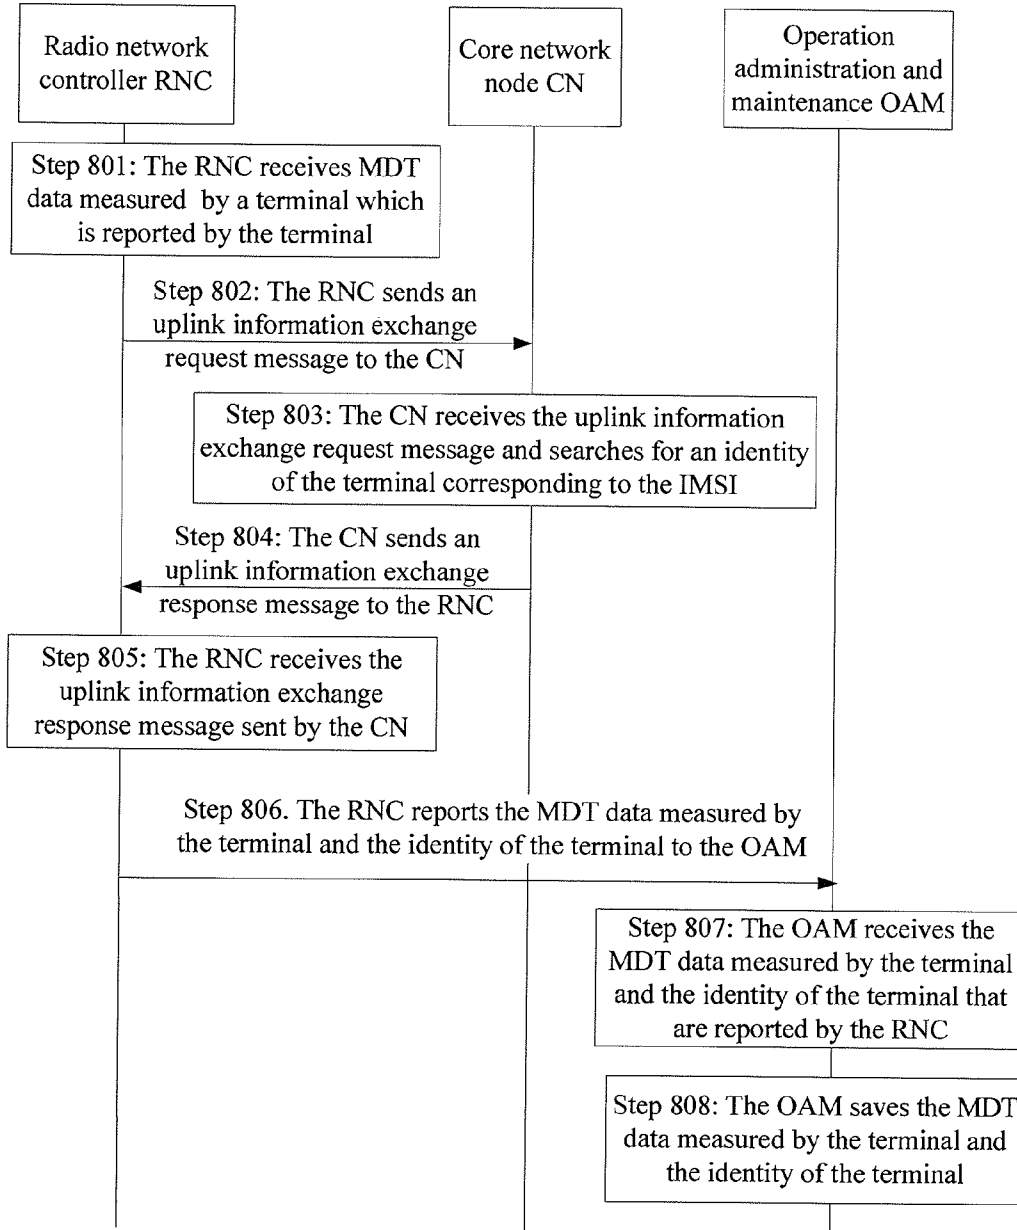 Radio network
controller RNC
Core network
node CN
Operation
administration and
maintenance OAM
Step 801: The RNC receives MDT
data measured by a terminal which
is reported by the terminal
Step 802: The RNC sends an
uplink information exchange
request message to the CN
Step 803: The CN receives the uplink information
exchange request message and searches for an identity
of the terminal corresponding to the IMSI
Step 804: The CN sends an
uplink information exchange
response message to the RNC
Step 805: The RNC receives the
uplink information exchange
response message sent by the CN
Step 806. The RNC reports the MDT data measured by
the terminal and the identity of the terminal to the OAM
Step 807: The OAM receives the
MDT data measured by the terminal
and the identity of the terminal that
are reported by the RNC
Step 808: The OAM saves the MDT
data measured by the terminal and
the identity of the terminal